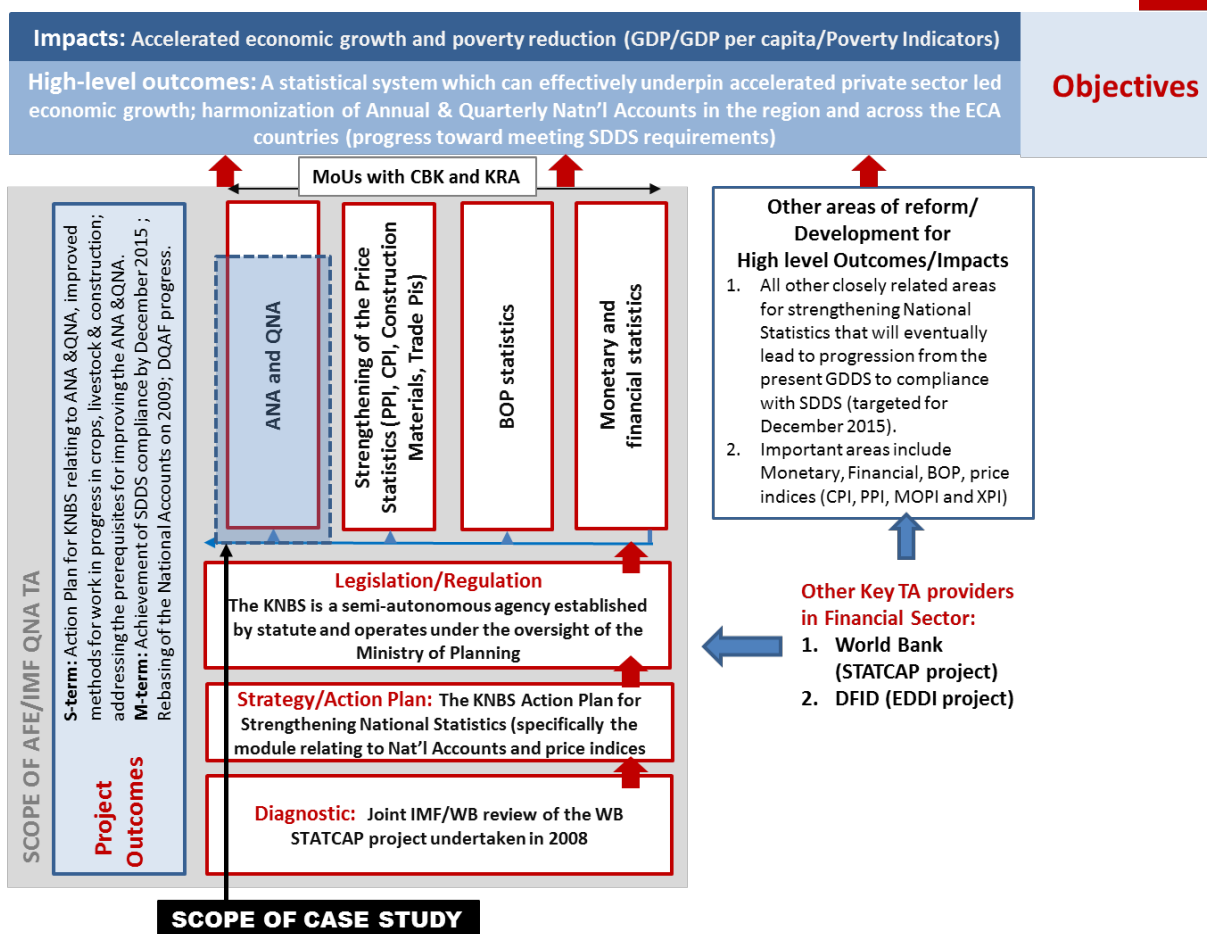 Impacts: Accelerated economic growth and poverty reduction (GDP/GDP per capita/Poverty Indicators)
High-level outcomes: A statistical system which can effectively underpin accelerated private sector led
economic growth; harmonization of Annual & Quarterly Natn'l Accounts in the region and across the ECA
countries (progress toward meeting SDDS requirements)
Objectives
MoUs with CBK and KRA
SCOPE OF AFE/IMF QNA TA
Project
Outcomes
S-term: Action Plan for KNBS relating to ANA &QNA, improved
methods for work in progress in crops, livestock & construction;
addressing the prerequisites for improving the ANA &QNA.
M-term: Achievement of SDDS compliance by December 2015 ;
Rebasing of the National Accounts on 2009; DQAF progress.
ANA and QNA
Strengthening of the Price
Statistics (PPI, CPI, Construction
Materials, Trade Pis)
BOP statistics
Monetary and
financial statistics
Other areas of reform/
Development for
High level Outcomes/Impacts
1. All other closely related areas
for strengthening National
Statistics that will eventually
lead to progression from the
present GDDS to compliance
with SDDS (targeted for
December 2015).
2. Important areas include
Monetary, Financial, BOP, price
indices (CPI, PPI, MOPI and XPI)
Legislation/Regulation
The KNBS is a semi-autonomous agency established
by statute and operates under the oversight of the
Ministry of Planning
Other Key TA providers
in Financial Sector:
1. World Bank
(STATCAP project)
2. DFID (EDDI project)
Strategy/Action Plan: The KNBS Action Plan for
Strengthening National Statistics (specifically the
module relating to Nat'l Accounts and price indices
Diagnostic: Joint IMF/WB review of the WB
STATCAP project undertaken in 2008
SCOPE OF CASE STUDY